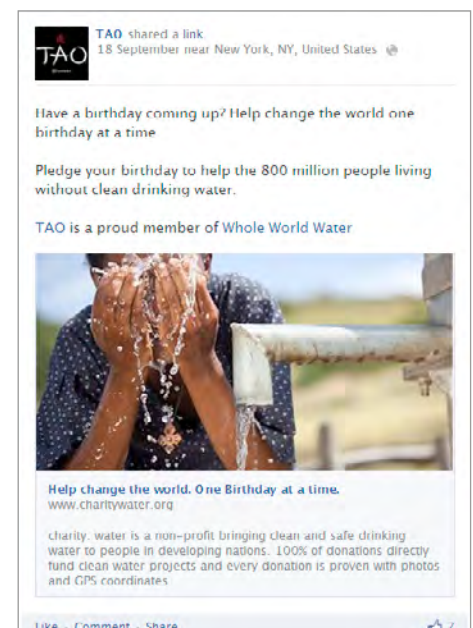 TAO
TAO shared a link
18 September near New York, NY, United States
Have a birthday coming up? Help change the world one
birthday at a time
Pledge your birthday to help the 800 million people living
without clean drinking water.
TAO is a proud member of Whole World Water
Help change the world. One Birthday at a time.
www.charitywater.org
charity: water is a non-profit bringing clean and safe drinking
water to people in developing nations. 100% of donations directly
fund clean water projects and every donation is proven with photos
and GPS coordinates
Like · Comment · Share